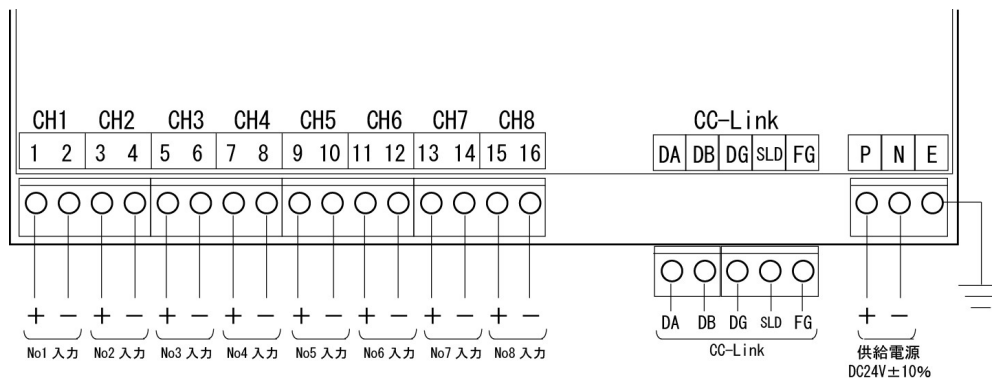 CH1 CH2 CH3 CH4 CH5 CH6 CH7 CH8 CC-Link
1 2 3 4 5 6 7 8 9 10 11 12 13 14 15 16 DA DB DG SLD FG P N E
+ − + − + − + − + − + − + − + − DA DB DG SLD FG + −
No1 入力 No2 入力 No3 入力 No4 入力 No5 入力 No6 入力 No7 入力 No8 入力 CC-Link 供給電源
DC24V±10%